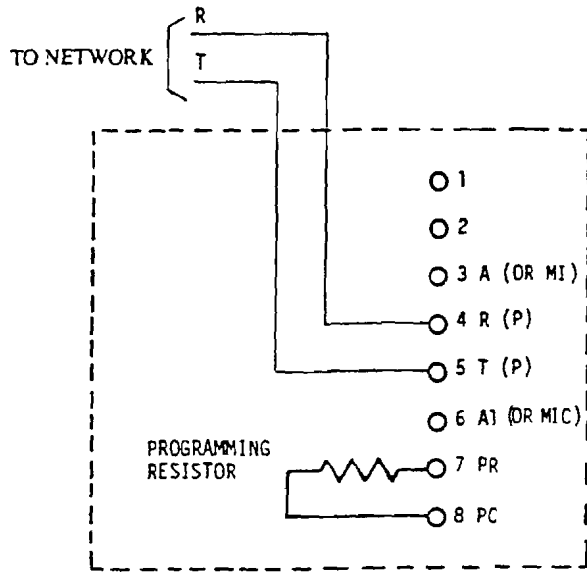 R
TO NETWORK
T
1
2
3 A (OR MI)
4 R (P)
5 T (P)
6 A1 (OR MIC)
PROGRAMMING
RESISTOR
7 PR
8 PC